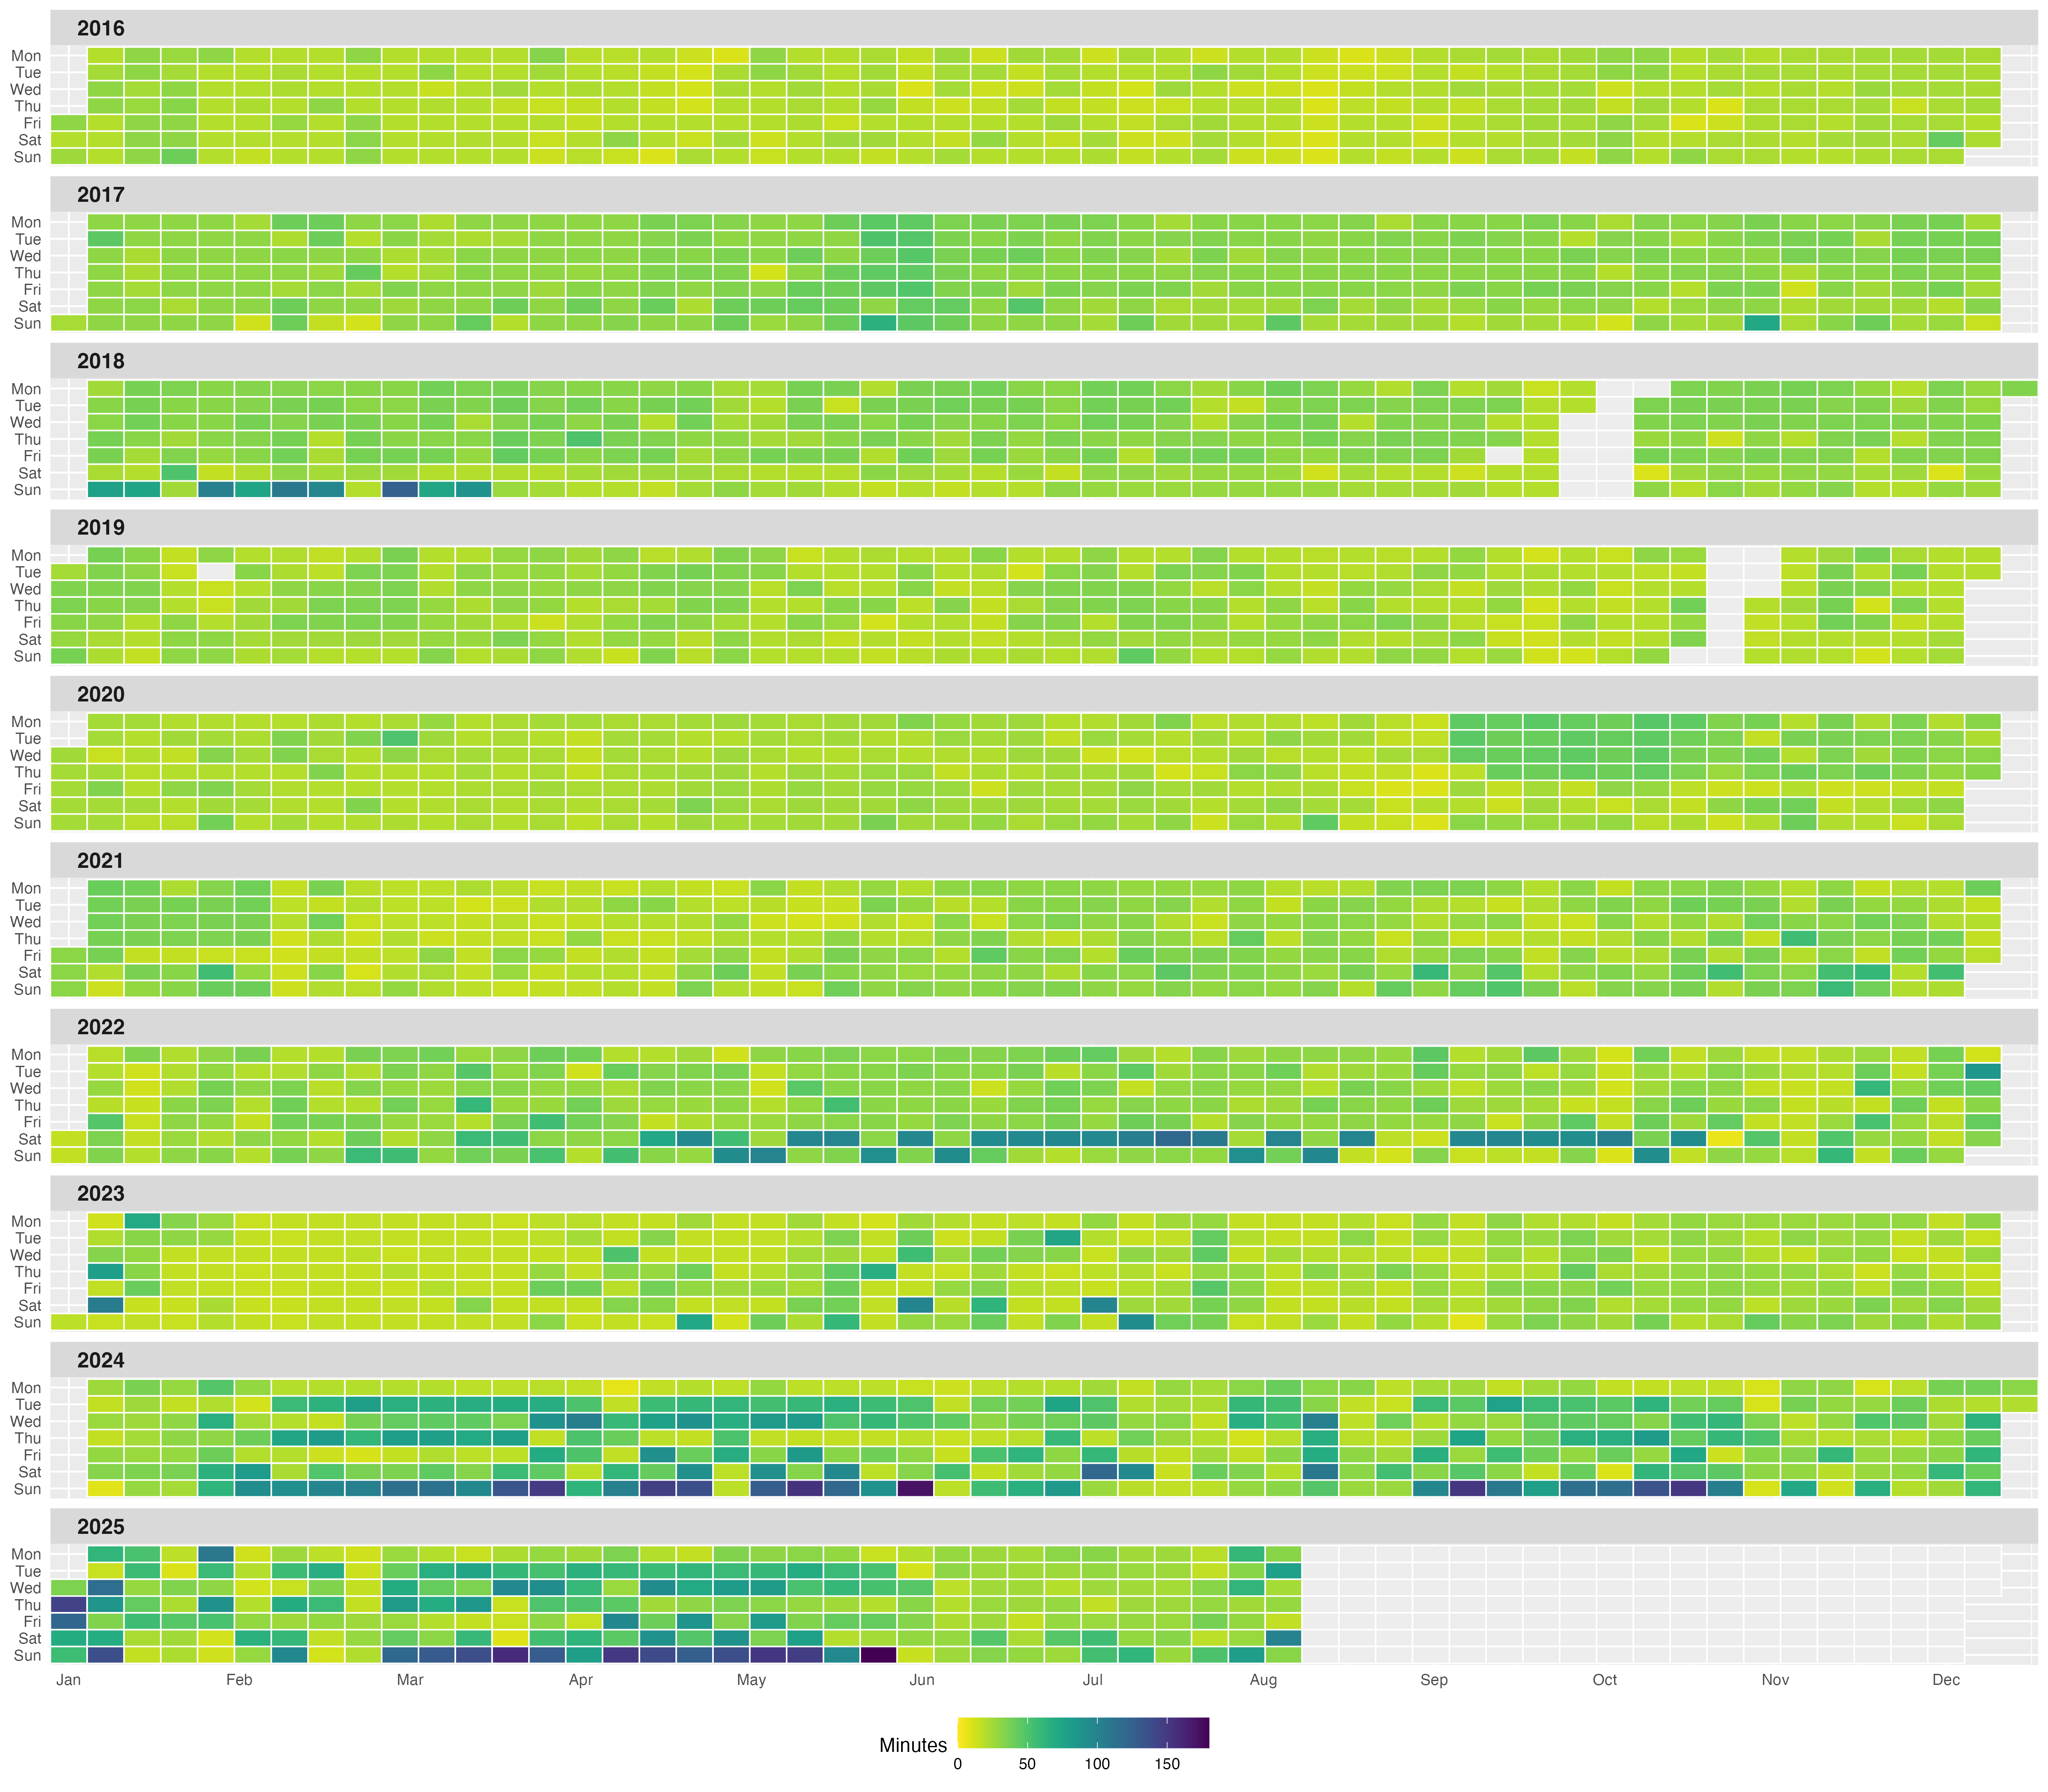 2016
Mon
Tue
Wed
Thu
Fri
Sat
Sun
2017
Mon
Tue
Wed
Thu
Fri
Sat
Sun
2018
Mon
Tue
Wed
Thu
Fri
Sat
Sun
2019
Mon
Tue
Wed
Thu
Fri
Sat
Sun
2020
Mon
Tue
Wed
Thu
Fri
Sat
Sun
2021
Mon
Tue
Wed
Thu
Fri
Sat
Sun
2022
Mon
Tue
Wed
Thu
Fri
Sat
Sun
2023
Mon
Tue
Wed
Thu
Fri
Sat
Sun
2024
Mon
Tue
Wed
Thu
Fri
Sat
Sun
2025
Mon
Tue
Wed
Thu
Fri
Sat
Sun
Jan Feb Mar Apr May Jun Jul Aug Sep Oct Nov Dec
Minutes
0 50 100 150